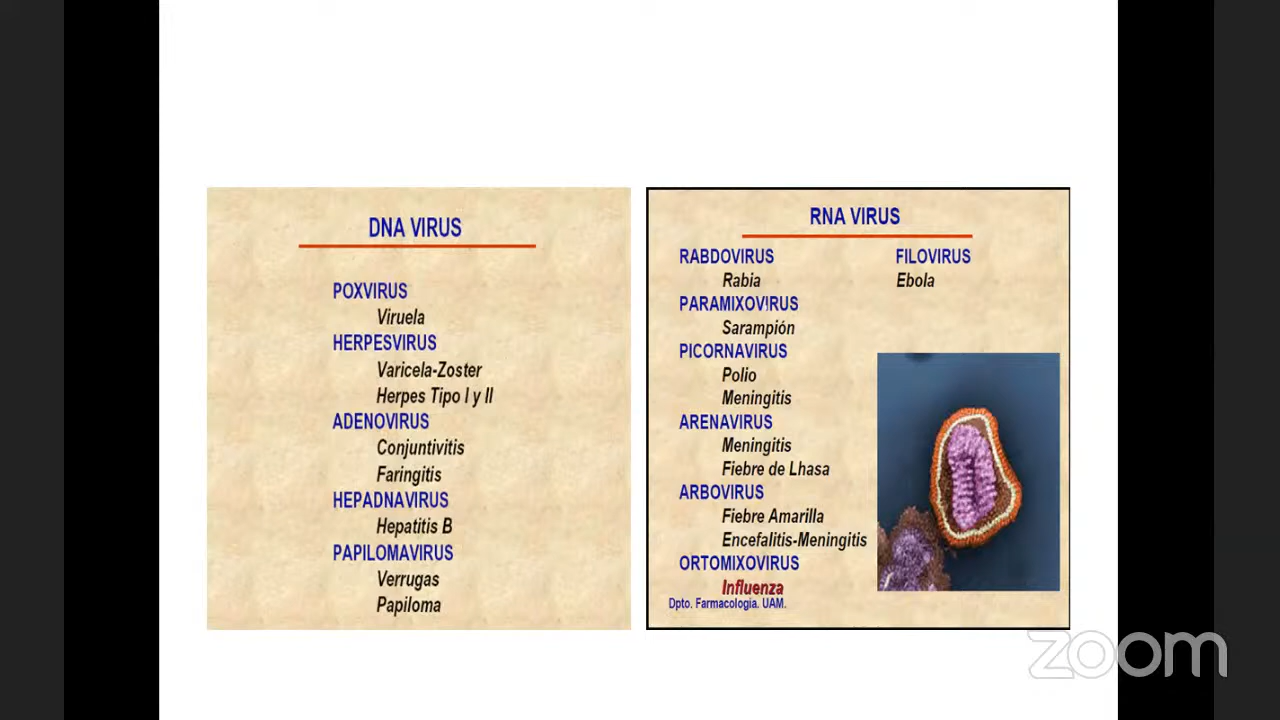 DNA VIRUS
POXVIRUS
Viruela
HERPESVIRUS
Varicela-Zoster
Herpes Tipo I y II
ADENOVIRUS
Conjuntivitis
Faringitis
HEPADNAVIRUS
Hepatitis B
PAPILOMAVIRUS
Verrugas
Papiloma
RNA VIRUS
RABDOVIRUS
Rabia
PARAMIXOVIRUS
Sarampión
PICORNAVIRUS
Polio
Meningitis
ARENAVIRUS
Meningitis
Fiebre de Lhasa
ARBOVIRUS
Fiebre Amarilla
Encefalitis-Meningitis
ORTOMIXOVIRUS
Influenza
Dpto. Farmacología. UAM.
FILOVIRUS
Ebola
zoom